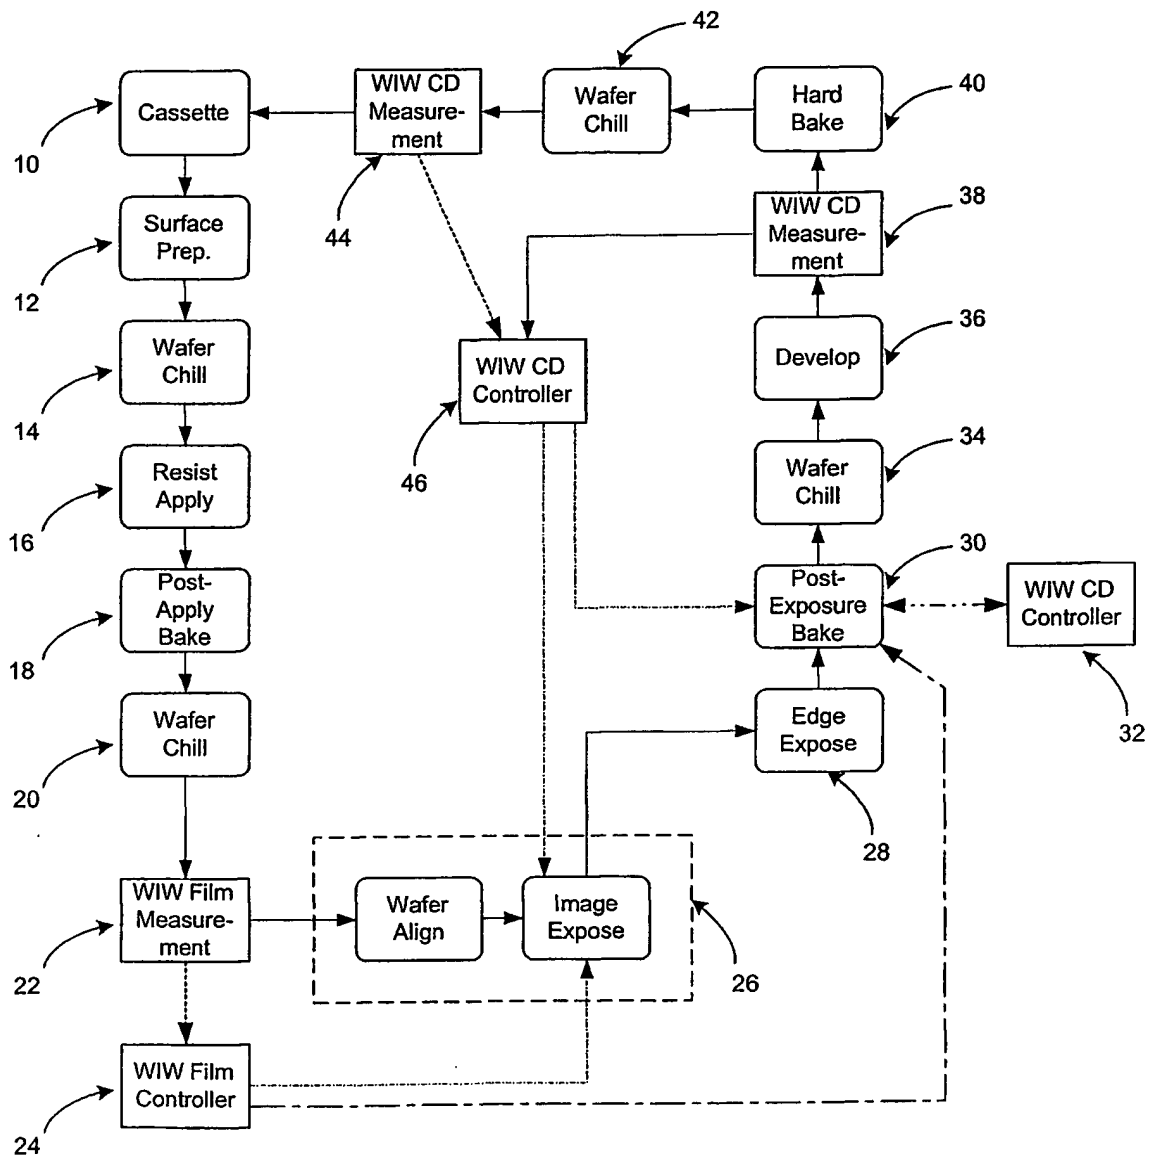 42
WIW CD
Measure-
ment
Wafer
Chill
Hard
Bake
40
Cassette
10
44
WIW CD
Measure-
ment
38
Surface
Prep.
12
Wafer
Chill
14
WIW CD
Controller
46
Develop
36
Resist
Apply
16
Wafer
Chill
34
Post-
Apply
Bake
18
Post-
Exposure
Bake
30
WIW CD
Controller
32
Wafer
Chill
20
Edge
Expose
28
WIW Film
Measure-
ment
22
Wafer
Align
Image
Expose
26
WIW Film
Controller
24